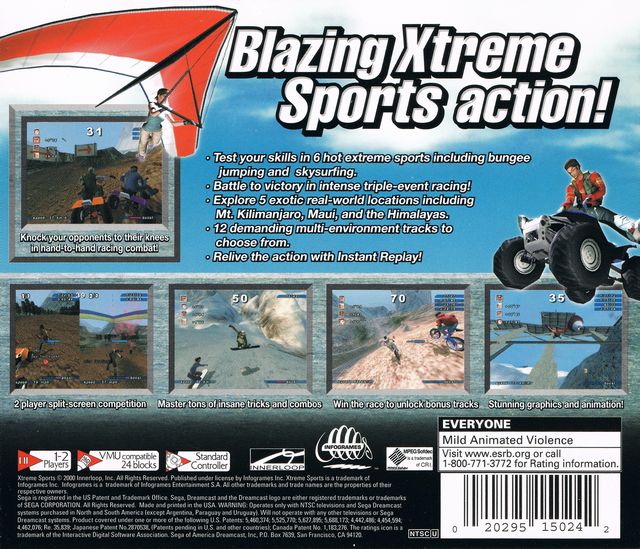 Blazing Xtreme
Sports action!
31
· Test your skills in 6 hot extreme sports including bungee
jumping and skysurfing.
· Battle to victory in intense triple-event racing!
· Explore 5 exotic real-world locations including
Mt. Kilimanjaro, Maui, and the Himalayas.
· 12 demanding multi-environment tracks to
choose from.
· Relive the action with Instant Replay!
Knock your opponents to their knees
in hand-to-hand racing combat!
50
70
35
2 player split-screen competition
Master tons of insane tricks and combos
Win the race to unlock bonus tracks
Stunning graphics and animation!
EVERYONE
Mild Animated Violence
Visit www.esrb.org or call
1-800-771-3772 for Rating information.
1-2
Players
VMU compatible
24 blocks
Standard
Controller
INNERLOOP
INFOGRAMES
MPEG Sofdec
is a trademark
of C.R.I.
Xtreme Sports © 2000 Innerloop, Inc. All Rights Reserved. Published under license by Infogrames Inc. Xtreme Sports is a trademark of
Infogrames Inc. Infogrames is a trademark of Infogrames Entertainment S.A. All other trademarks and trade names are the properties of their
respective owners.
Sega is registered in the US Patent and Trademark Office. Sega, Dreamcast and the Dreamcast logo are either registered trademarks or trademarks
of SEGA CORPORATION. All Rights Reserved. Made and printed in the USA. WARNING: Operates only with NTSC televisions and Sega Dreamcast
systems purchased in North and South America (except Argentina, Paraguay and Uruguay). Will not operate with any other televisions or Sega
Dreamcast systems. Product covered under one or more of the following U.S. Patents: 5,460,374; 5,525,770; 5,627,895; 5,688,173; 4,442,486; 4,454,594;
4,462,076; Re. 35,839; Japanese Patent No. 2870538, (Patents pending in U.S. and other countries); Canada Patent No. 1,183,276. The ratings icon is a
trademark of the Interactive Digital Software Association. Sega of America Dreamcast, Inc., P.O. Box 7639, San Francisco, CA 94120.
NTSC U
0 20295 15024 2